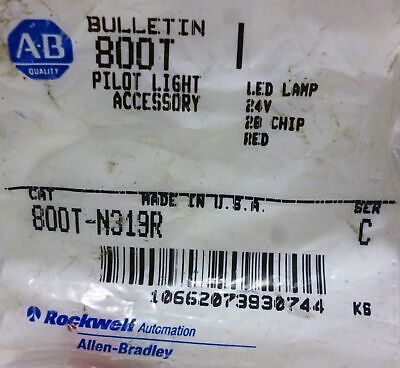 A-B
QUALITY
BULLETIN
800T
PILOT LIGHT
ACCESSORY
LED LAMP
24V
28 CHIP
RED
CAT
MADE IN U.S.A.
SER
800T-N319R
C
10662073930744
KS
Rockwell Automation
Allen-Bradley